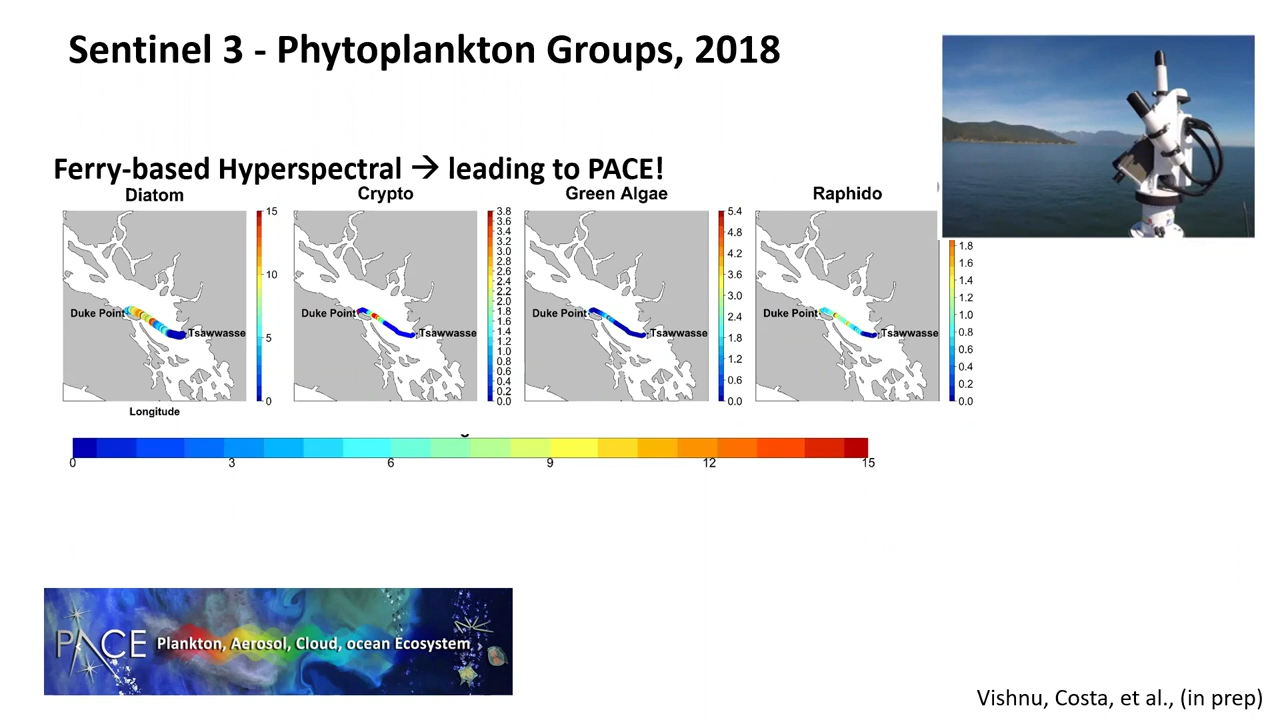 Sentinel 3 - Phytoplankton Groups, 2018
Ferry-based Hyperspectral → leading to PACE!
Diatom
Crypto
Green Algae
Raphido
15
10
5
0
3.8
3.6
3.4
3.2
3.0
2.8
2.6
2.4
2.2
2.0
1.8
1.6
1.4
1.2
1.0
0.8
0.6
0.4
0.2
0.0
5.4
4.8
4.2
3.6
3.0
2.4
1.8
1.2
0.6
0.0
1.8
1.6
1.4
1.2
1.0
0.8
0.6
0.4
0.2
0.0
Duke Point
Tsawwasse
Duke Point
Tsawwasse
Duke Point
Tsawwasse
Duke Point
Tsawwasse
Longitude
0 3 6 9 12 15
PACE Plankton, Aerosol, Cloud, ocean Ecosystem
Vishnu, Costa, et al., (in prep)